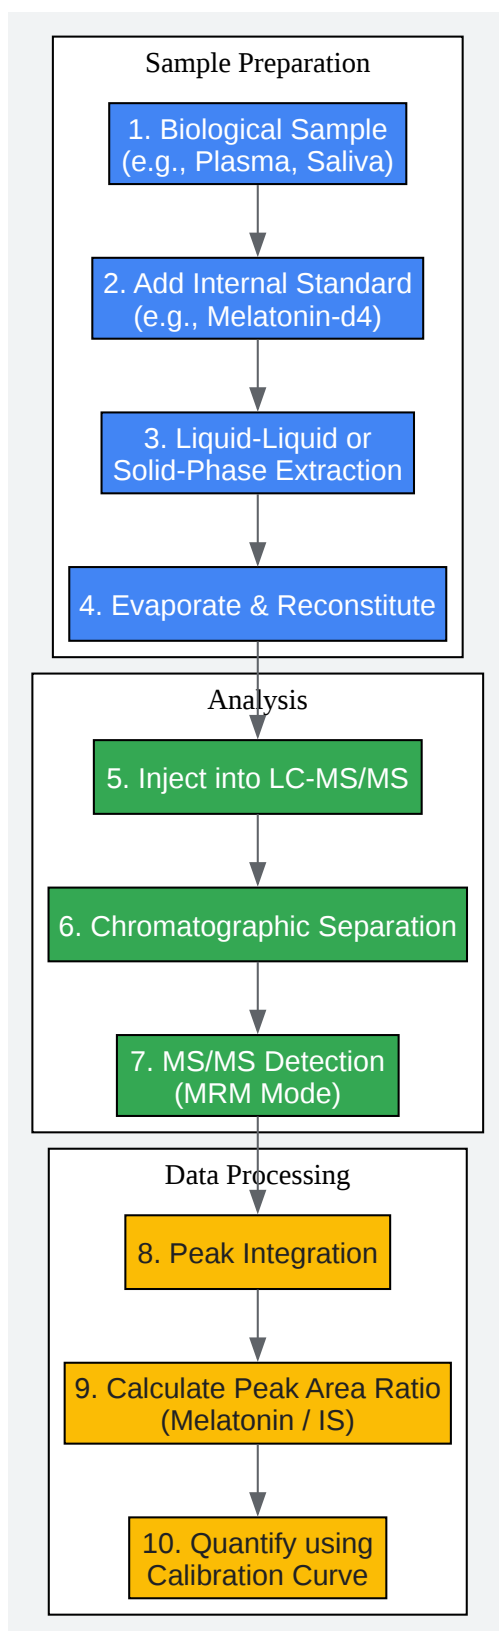 Sample Preparation
1. Biological Sample
(e.g., Plasma, Saliva)
2. Add Internal Standard
(e.g., Melatonin-d4)
3. Liquid-Liquid or
Solid-Phase Extraction
4. Evaporate & Reconstitute
Analysis
5. Inject into LC-MS/MS
6. Chromatographic Separation
7. MS/MS Detection
(MRM Mode)
Data Processing
8. Peak Integration
9. Calculate Peak Area Ratio
(Melatonin / IS)
10. Quantify using
Calibration Curve